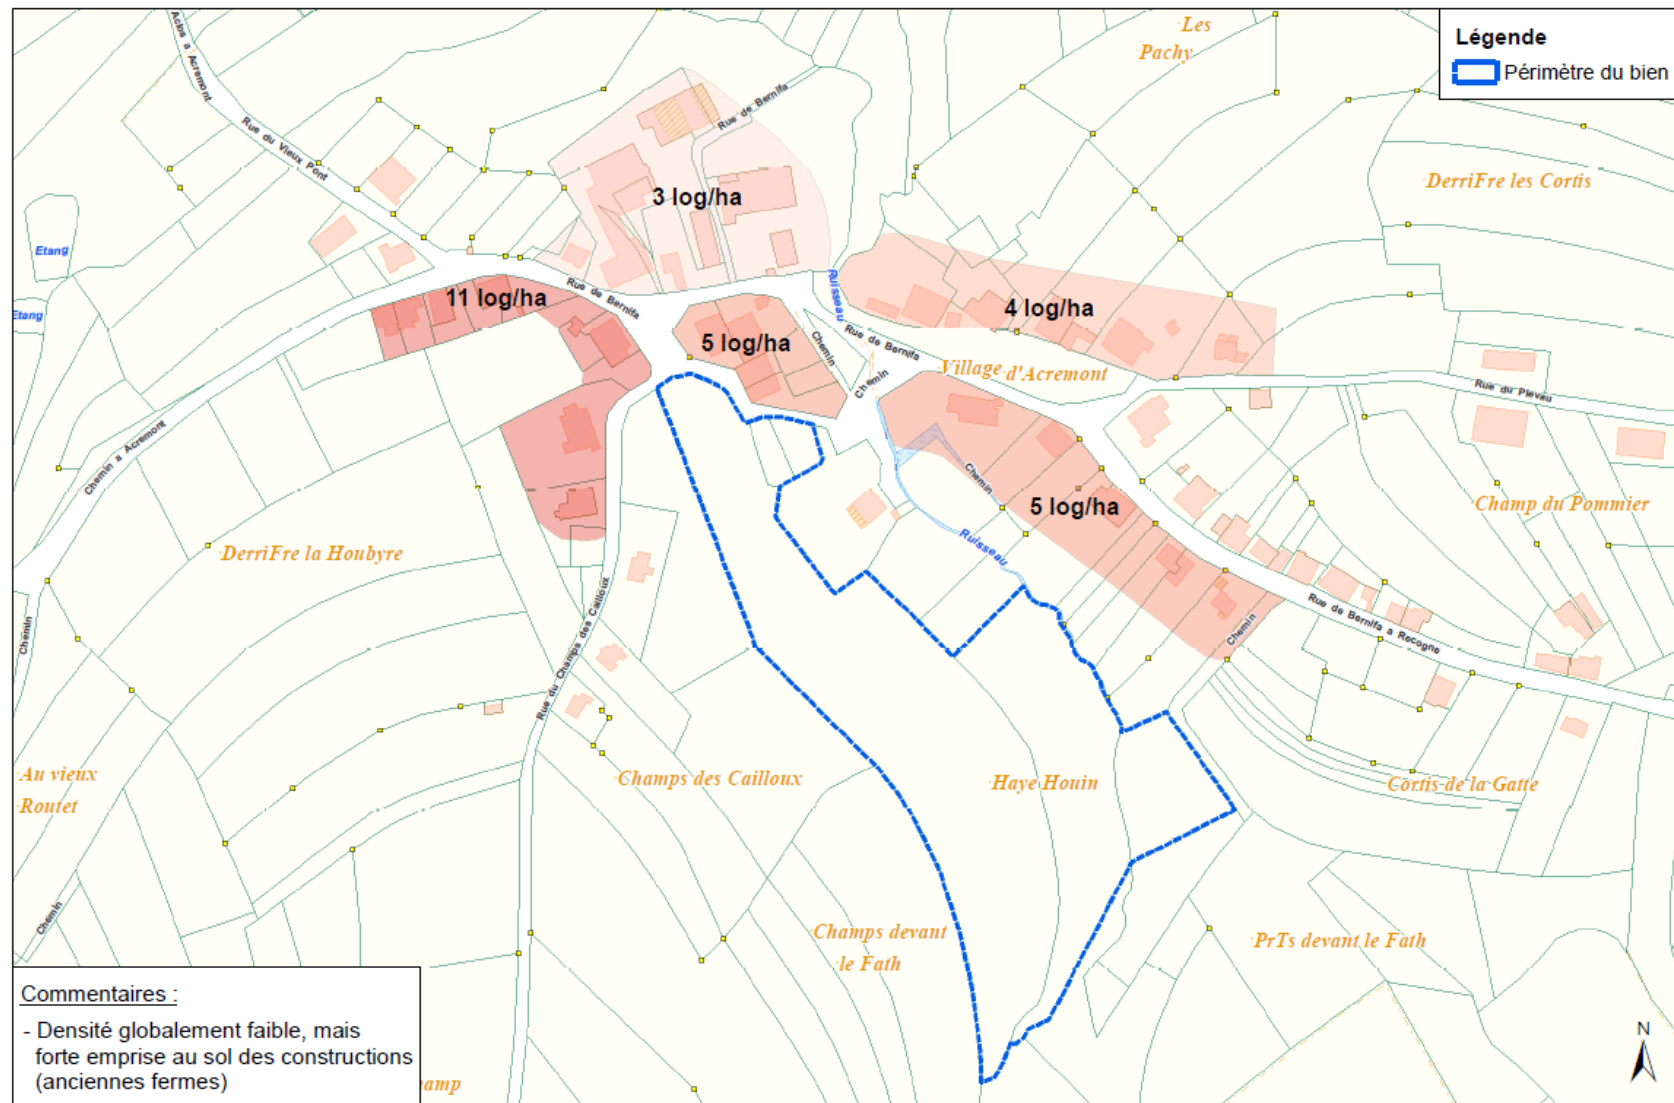 Légende
Périmètre du bien
Les
Pachy
Aclos a Acremont
Rue du Vieux Pont
Rue de Bernifa
3 log/ha
DerriFre les Cortis
Etang
Etang
11 log/ha
Rue de Bernifa
Ruisseau
5 log/ha
4 log/ha
Chemin
Rue de Bernifa
Village d'Acremont
Chemin
Rue du Plevau
Chemin a Acremont
Chemin
5 log/ha
Champ du Pommier
DerriFre la Houbyre
Ruisseau
Rue du Champs des Cailloux
Chemin
Chemin
Rue de Bernifa a Recogne
Au vieux
Routet
Champs des Cailloux
Haye Houin
Cortis de la Gatte
Chemin
Champs devant
le Fath
PrTs devant le Fath
Commentaires :
- Densité globalement faible, mais
forte emprise au sol des constructions
(anciennes fermes)
amp
N